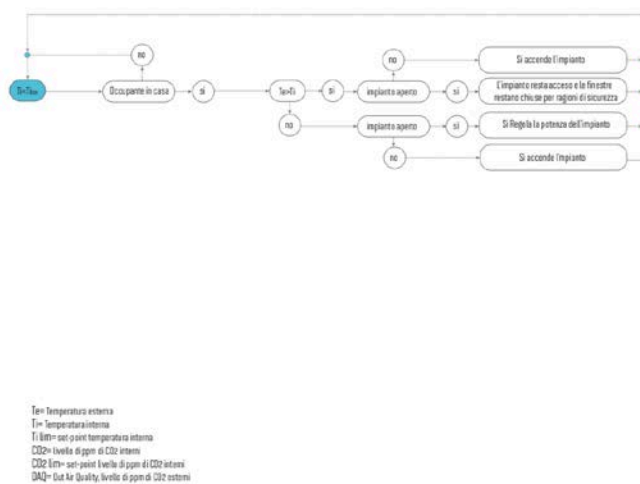 no
no
Si accende l'impianto
Ti>Ti lim
Occupante in casa
si
Te>Ti
si
impianto aperto
si
L'impianto resta acceso e le finestre
restano chiuse per ragioni di sicurezza
no
impianto aperto
si
Si Regola la potenza dell'impianto
no
Si accende l'impianto
Te= Temperatura esterna
Ti= Temperatura interna
Ti lim= set-point temperatura interna
CO2= livello di ppm di CO2 interni
CO2 lim= set-point livello di ppm di CO2 interni
OAQ= Out Air Quality, livello di ppm di CO2 esterni